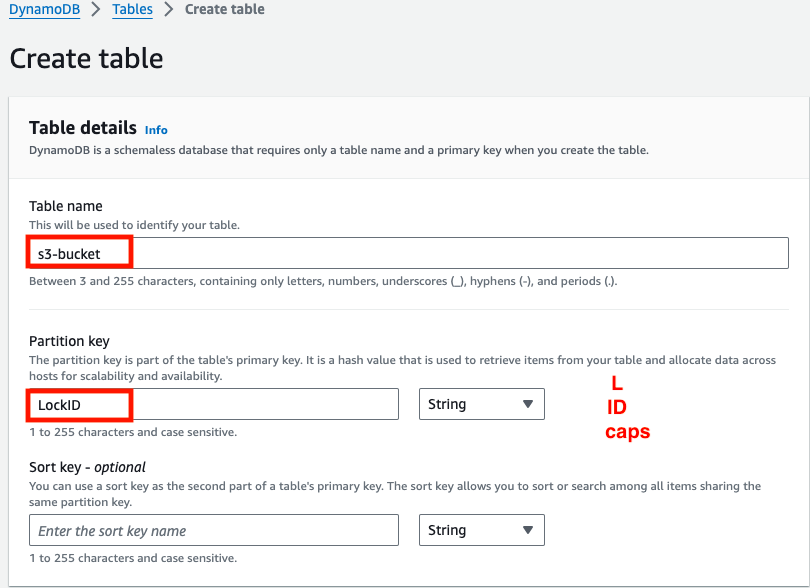 DynamoDB > Tables > Create table
Create table
Table details Info
DynamoDB is a schemaless database that requires only a table name and a primary key when you create the table.
Table name
This will be used to identify your table.
s3-bucket
Between 3 and 255 characters, containing only letters, numbers, underscores (_), hyphens (-), and periods (.).
Partition key
The partition key is part of the table's primary key. It is a hash value that is used to retrieve items from your table and allocate data across
hosts for scalability and availability.
LockID String
1 to 255 characters and case sensitive.
L
ID
caps
Sort key - optional
You can use a sort key as the second part of a table's primary key. The sort key allows you to sort or search among all items sharing the
same partition key.
Enter the sort key name String
1 to 255 characters and case sensitive.